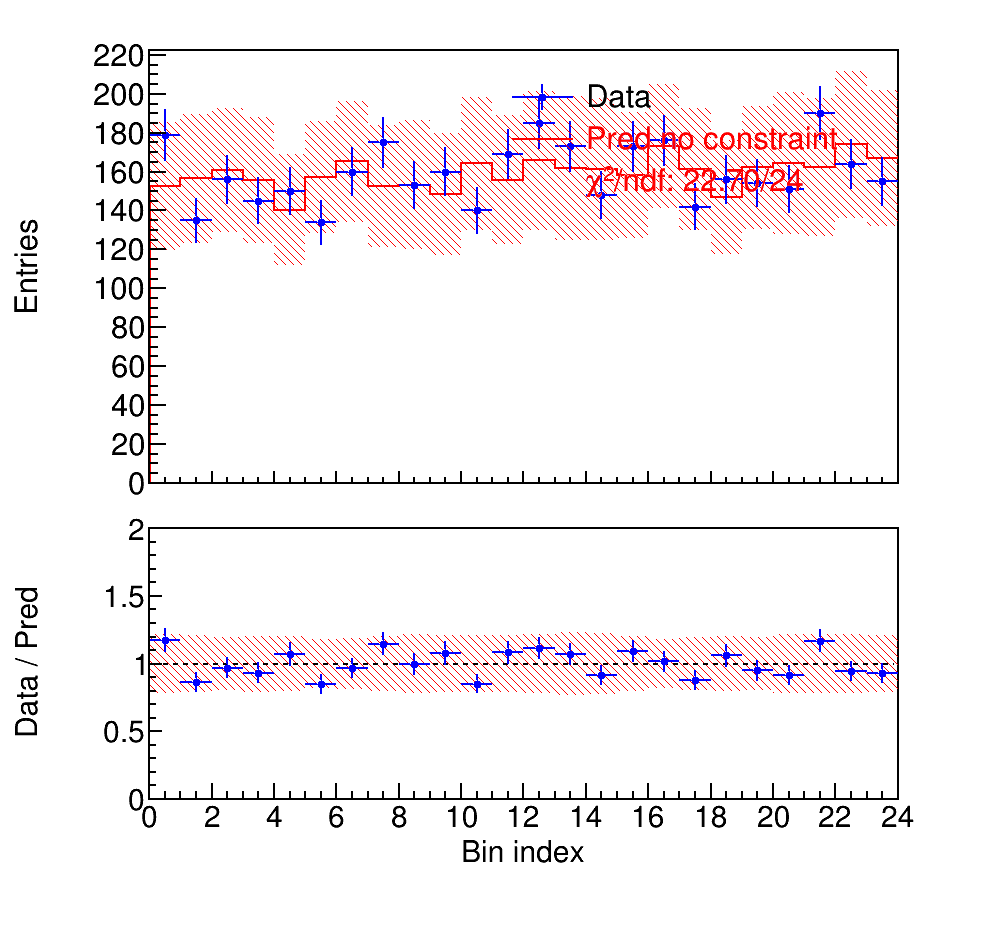 220
200
180
160
140
120
100
80
60
40
20
0
Entries
Data
Pred no constraint
χ²/ndf: 22.70/24
2
1.5
1
0.5
0
Data / Pred
0 2 4 6 8 10 12 14 16 18 20 22 24
Bin index